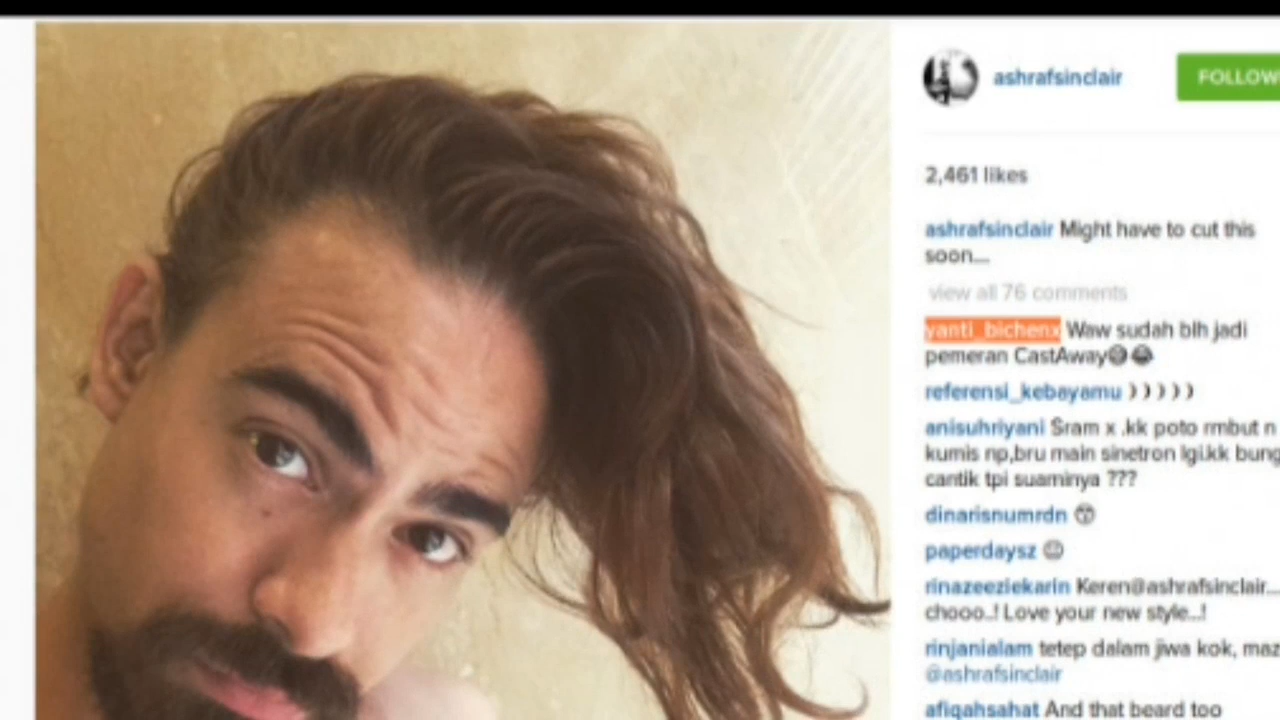 ashrafsinclair
FOLLOW
2,461 likes
ashrafsinclair Might have to cut this
soon...
view all 76 comments
yanti_bichenx Waw sudah blh jadi
pemeran CastAway😅😂
referensi_kebayamu ) ) ) ) )
anisuhriyani Sram x .kk poto rmbut n
kumis np,bru main sinetron lgi.kk bung
cantik tpi suaminya ???
dinarisnumrdn
paperdaysz
rinazeeziekarin Keren@ashrafsinclair...
chooo..! Love your new style...!
rinjanialam tetep dalam jiwa kok, maz
@ashrafsinclair
afiqahsahat And that beard too